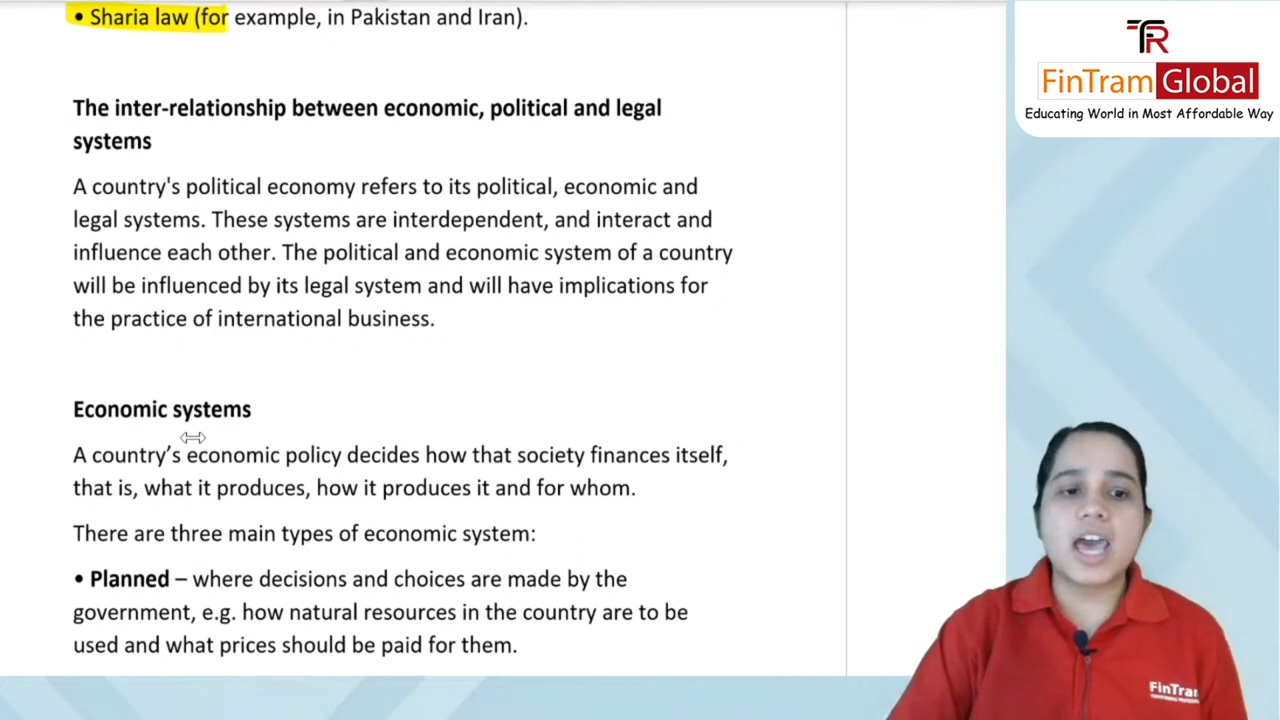 • Sharia law (for example, in Pakistan and Iran).
The inter-relationship between economic, political and legal
systems
A country's political economy refers to its political, economic and
legal systems. These systems are interdependent, and interact and
influence each other. The political and economic system of a country
will be influenced by its legal system and will have implications for
the practice of international business.
Economic systems
A country’s economic policy decides how that society finances itself,
that is, what it produces, how it produces it and for whom.
There are three main types of economic system:
• Planned – where decisions and choices are made by the
government, e.g. how natural resources in the country are to be
used and what prices should be paid for them.
FinTram Global
Educating World in Most Affordable Way